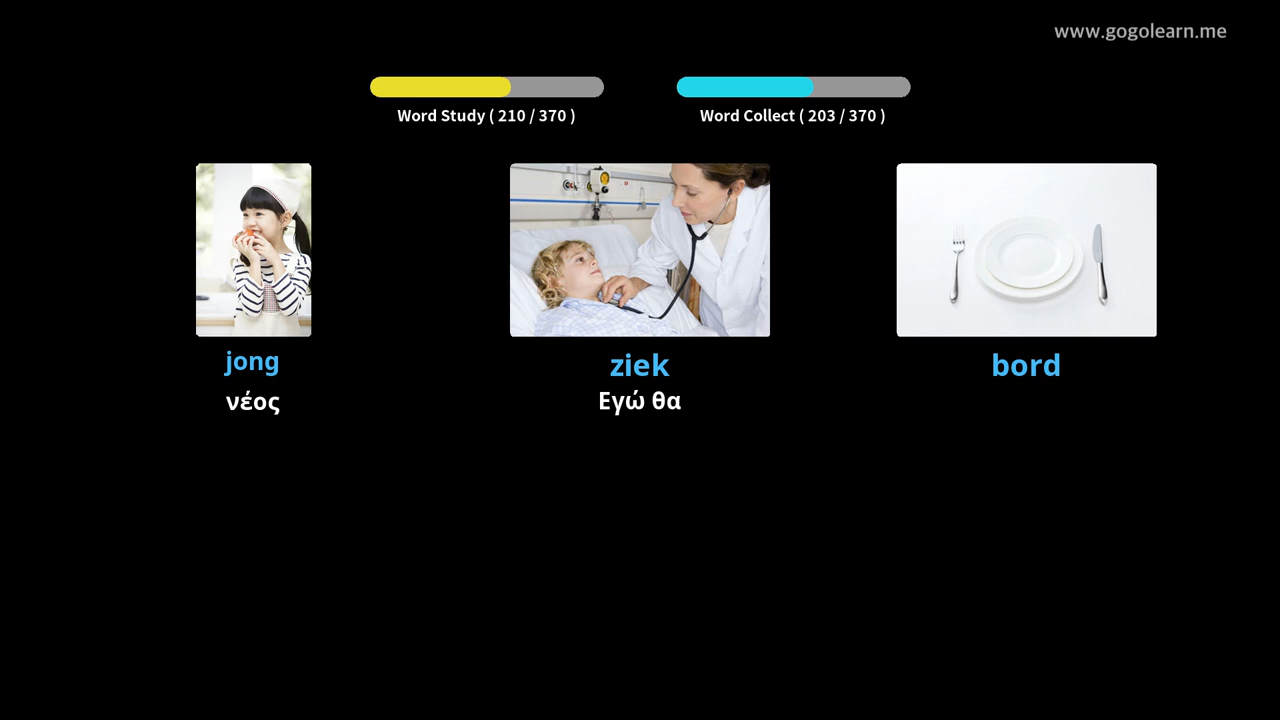 www.gogolearn.me
Word Study ( 210 / 370 )
Word Collect ( 203 / 370 )
jong
νέος
ziek
Εγώ θα
bord